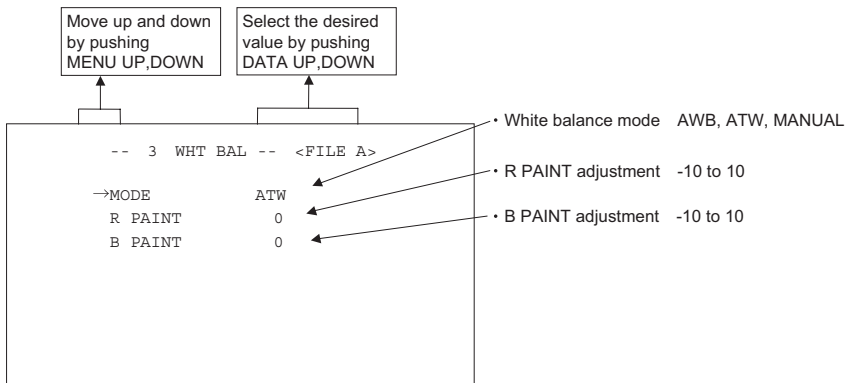 Move up and down
by pushing
MENU UP,DOWN
Select the desired
value by pushing
DATA UP,DOWN
-- 3 WHT BAL -- <FILE A>
→MODE ATW
R PAINT 0
B PAINT 0
• White balance mode AWB, ATW, MANUAL
• R PAINT adjustment -10 to 10
• B PAINT adjustment -10 to 10